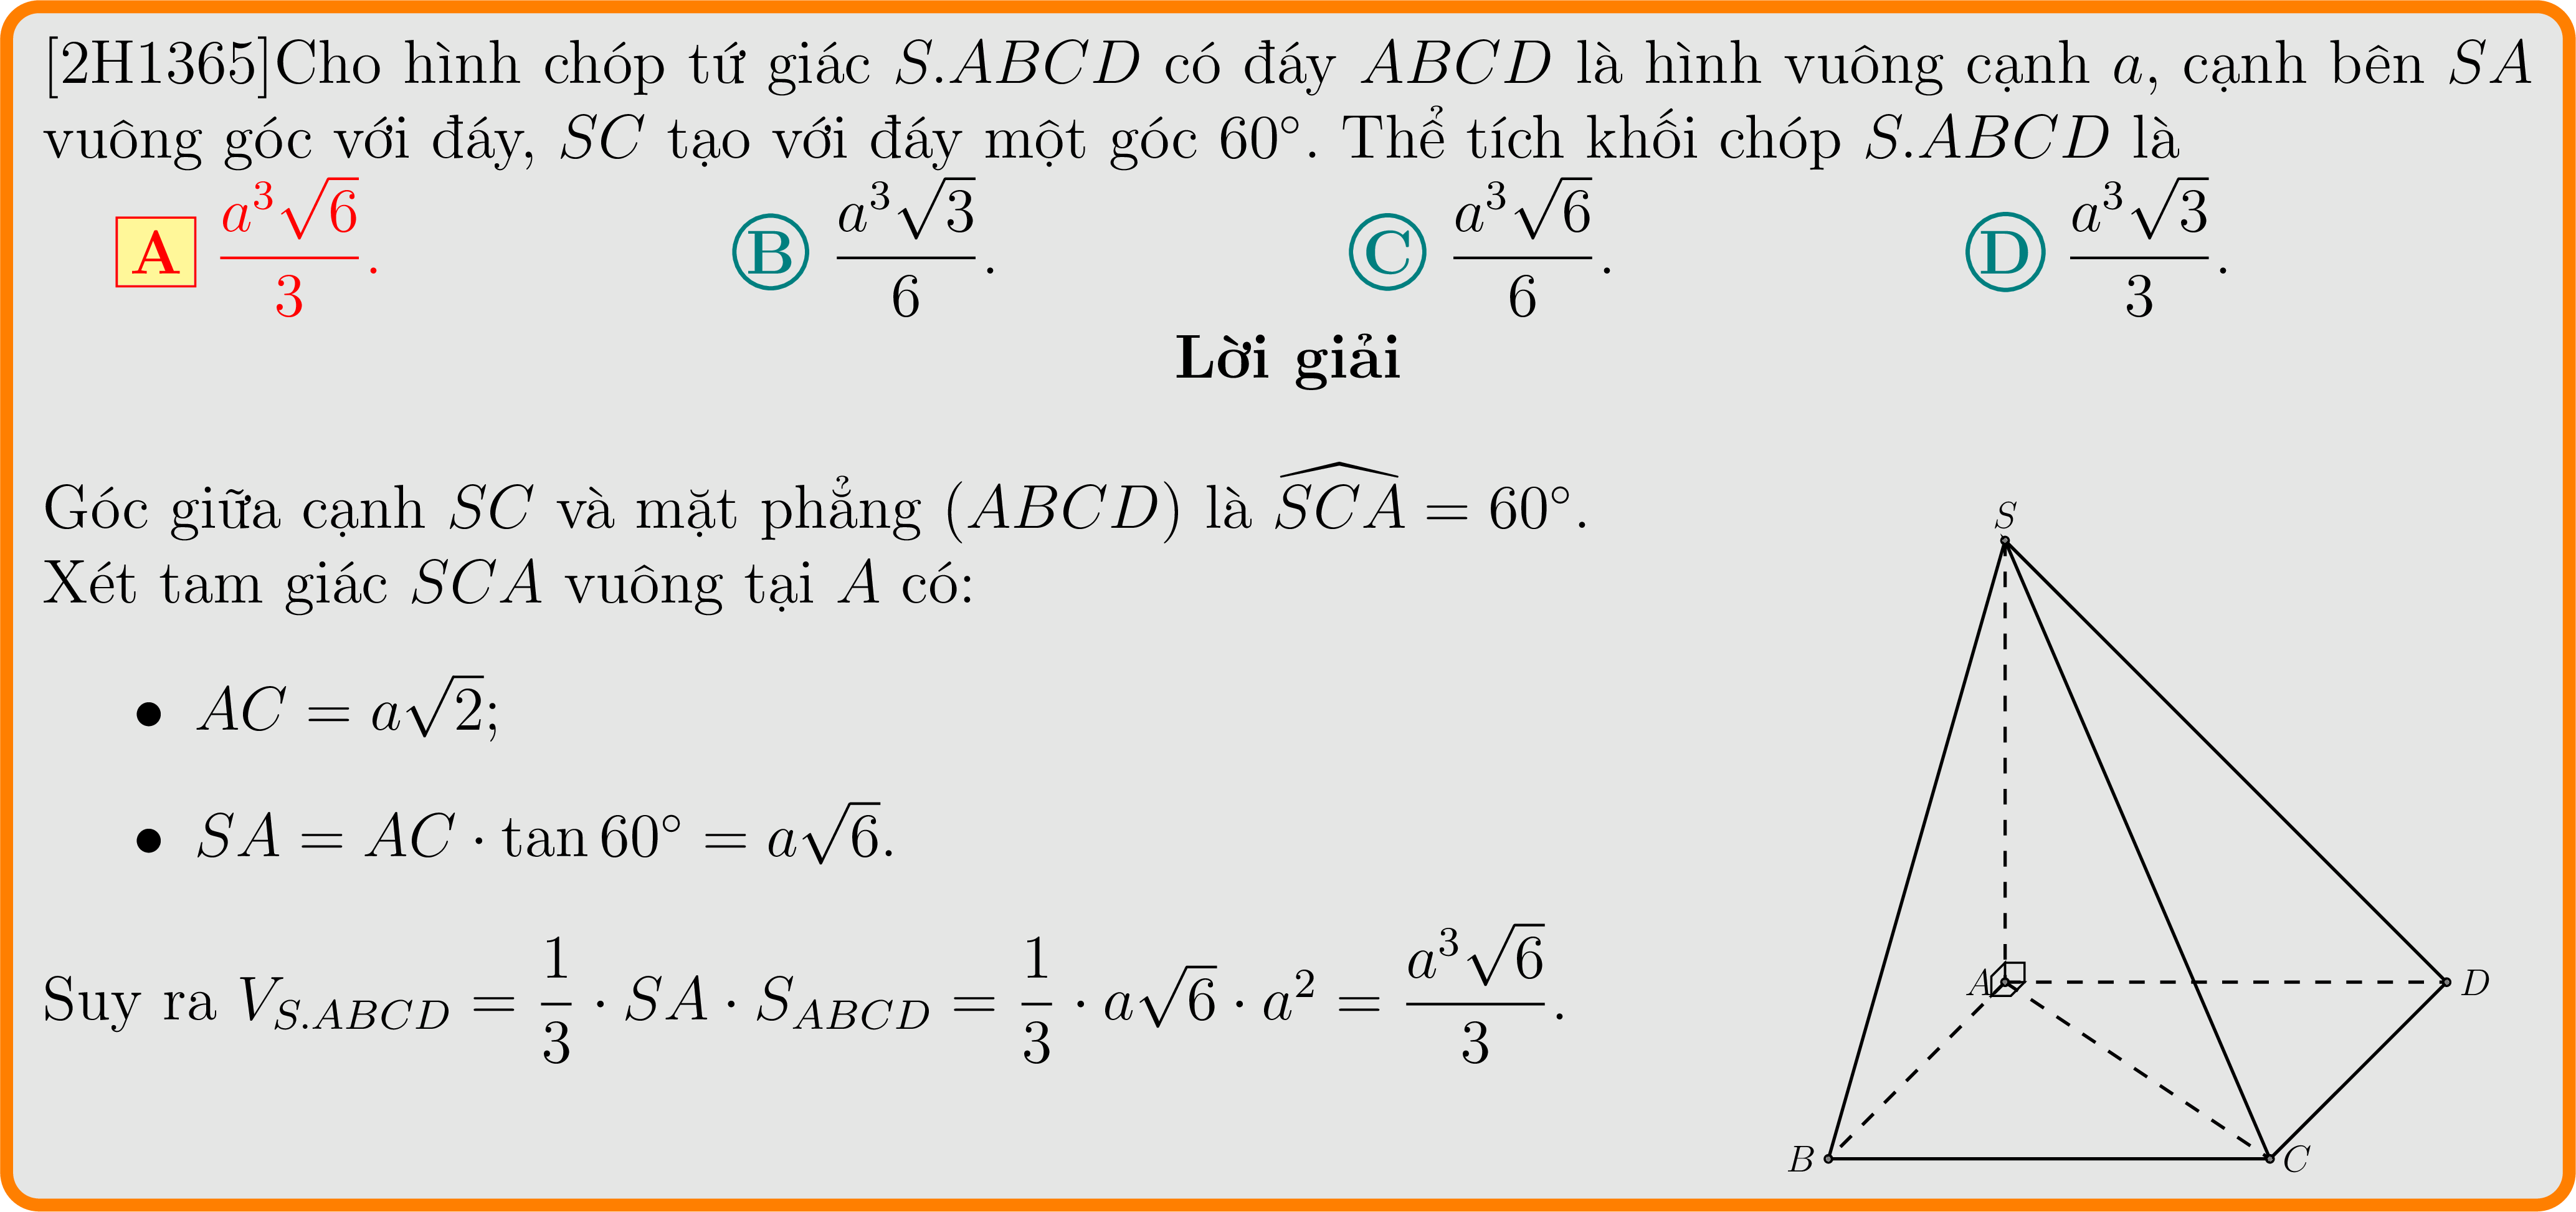 [2H1365]Cho hình chóp tứ giác S.ABCD có đáy ABCD là hình vuông cạnh a, cạnh bên SA
vuông góc với đáy, SC tạo với đáy một góc 60°. Thể tích khối chóp S.ABCD là
A $\frac{a^3\sqrt{6}}{3}$. B $\frac{a^3\sqrt{3}}{6}$. C $\frac{a^3\sqrt{6}}{6}$. D $\frac{a^3\sqrt{3}}{3}$.
Lời giải
Góc giữa cạnh SC và mặt phẳng (ABCD) là $\widehat{SCA} = 60°$.
Xét tam giác SCA vuông tại A có:
• $AC = a\sqrt{2}$;
• $SA = AC \cdot \tan 60° = a\sqrt{6}$.
Suy ra $V_{S.ABCD} = \frac{1}{3} \cdot SA \cdot S_{ABCD} = \frac{1}{3} \cdot a\sqrt{6} \cdot a^2 = \frac{a^3\sqrt{6}}{3}$.
S
A
D
B
C